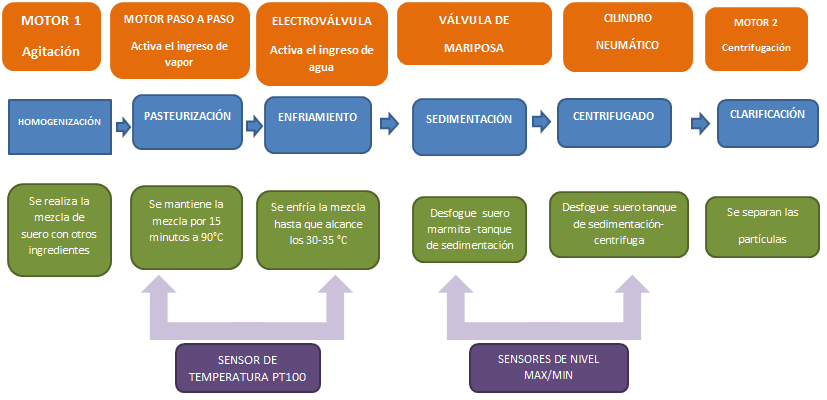 MOTOR 1
Agitación
MOTOR PASO A PASO
Activa el ingreso de
vapor
ELECTROVÁLVULA
Activa el ingreso de
agua
VÁLVULA DE
MARIPOSA
CILINDRO
NEUMÁTICO
MOTOR 2
Centrifugación
HOMOGENIZACIÓN
PASTEURIZACIÓN
ENFRIAMIENTO
SEDIMENTACIÓN
CENTRIFUGADO
CLARIFICACIÓN
Se realiza la
mezcla de
suero con otros
ingredientes
Se mantiene la
mezcla por 15
minutos a 90°C
Se enfría la mezcla
hasta que alcance
los 30-35 °C
Desfogue suero
marmita -tanque
de sedimentación
Desfogue suero tanque
de sedimentación-
centrifuga
Se separan las
partículas
SENSOR DE
TEMPERATURA PT100
SENSORES DE NIVEL
MAX/MIN